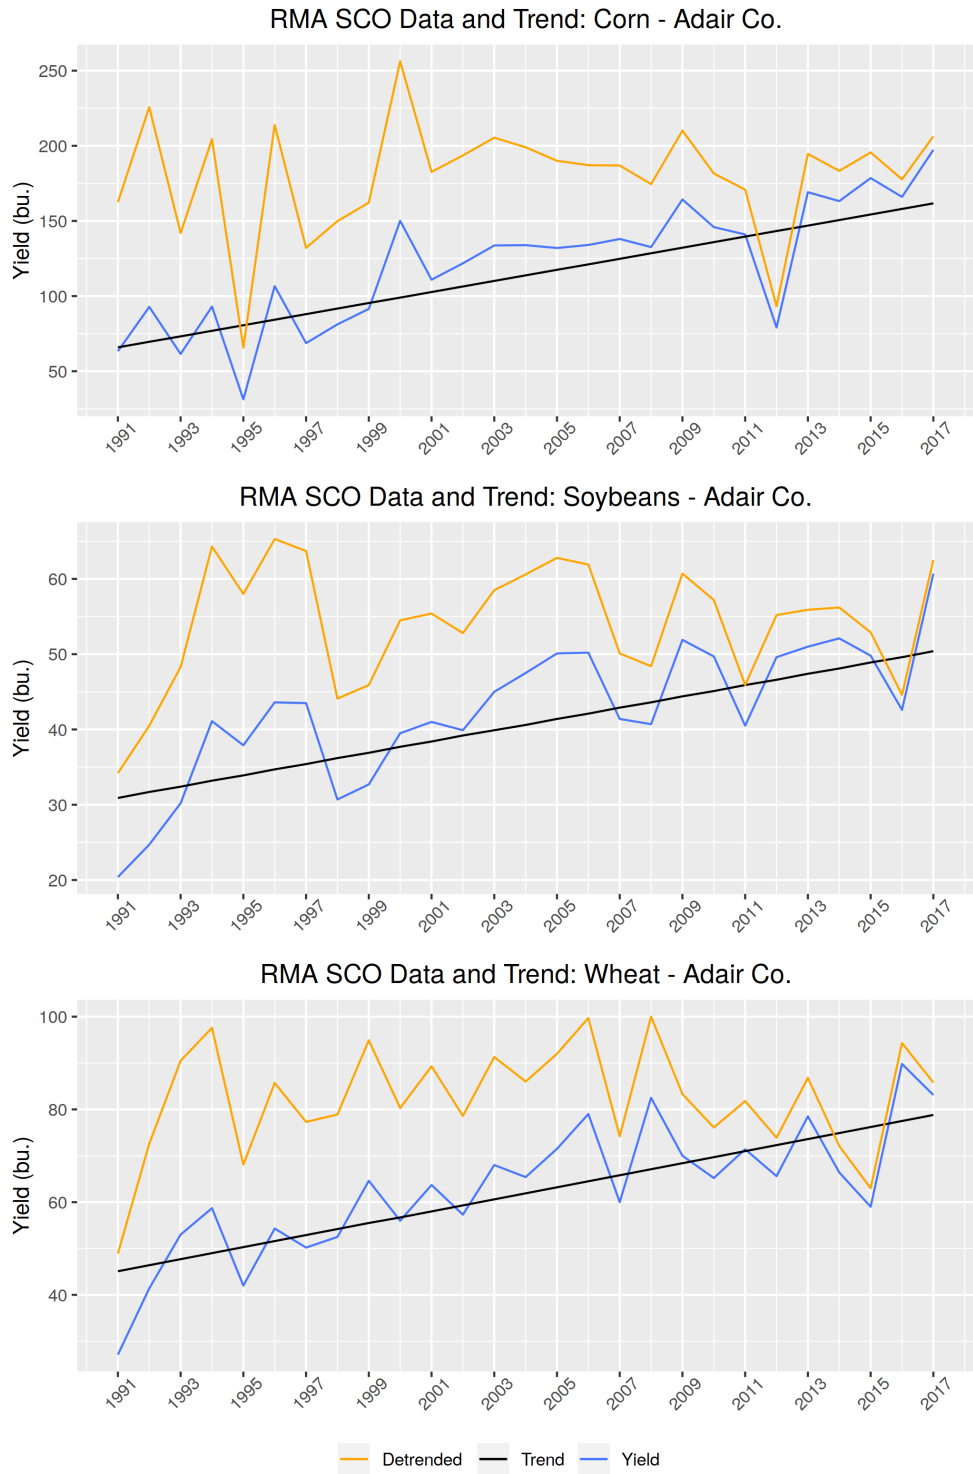 RMA SCO Data and Trend: Corn - Adair Co.
Yield (bu.)
250
200
150
100
50
1991 1993 1995 1997 1999 2001 2003 2005 2007 2009 2011 2013 2015 2017
RMA SCO Data and Trend: Soybeans - Adair Co.
Yield (bu.)
60
50
40
30
20
1991 1993 1995 1997 1999 2001 2003 2005 2007 2009 2011 2013 2015 2017
RMA SCO Data and Trend: Wheat - Adair Co.
Yield (bu.)
100
80
60
40
1991 1993 1995 1997 1999 2001 2003 2005 2007 2009 2011 2013 2015 2017
Detrended Trend Yield